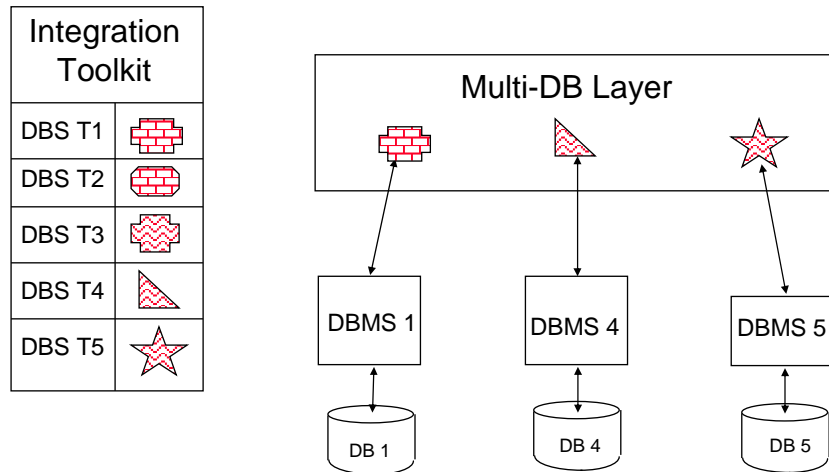 Integration
Toolkit
DBS T1
DBS T2
DBS T3
DBS T4
DBS T5
Multi-DB Layer
DBMS 1
DBMS 4
DBMS 5
DB 1
DB 4
DB 5